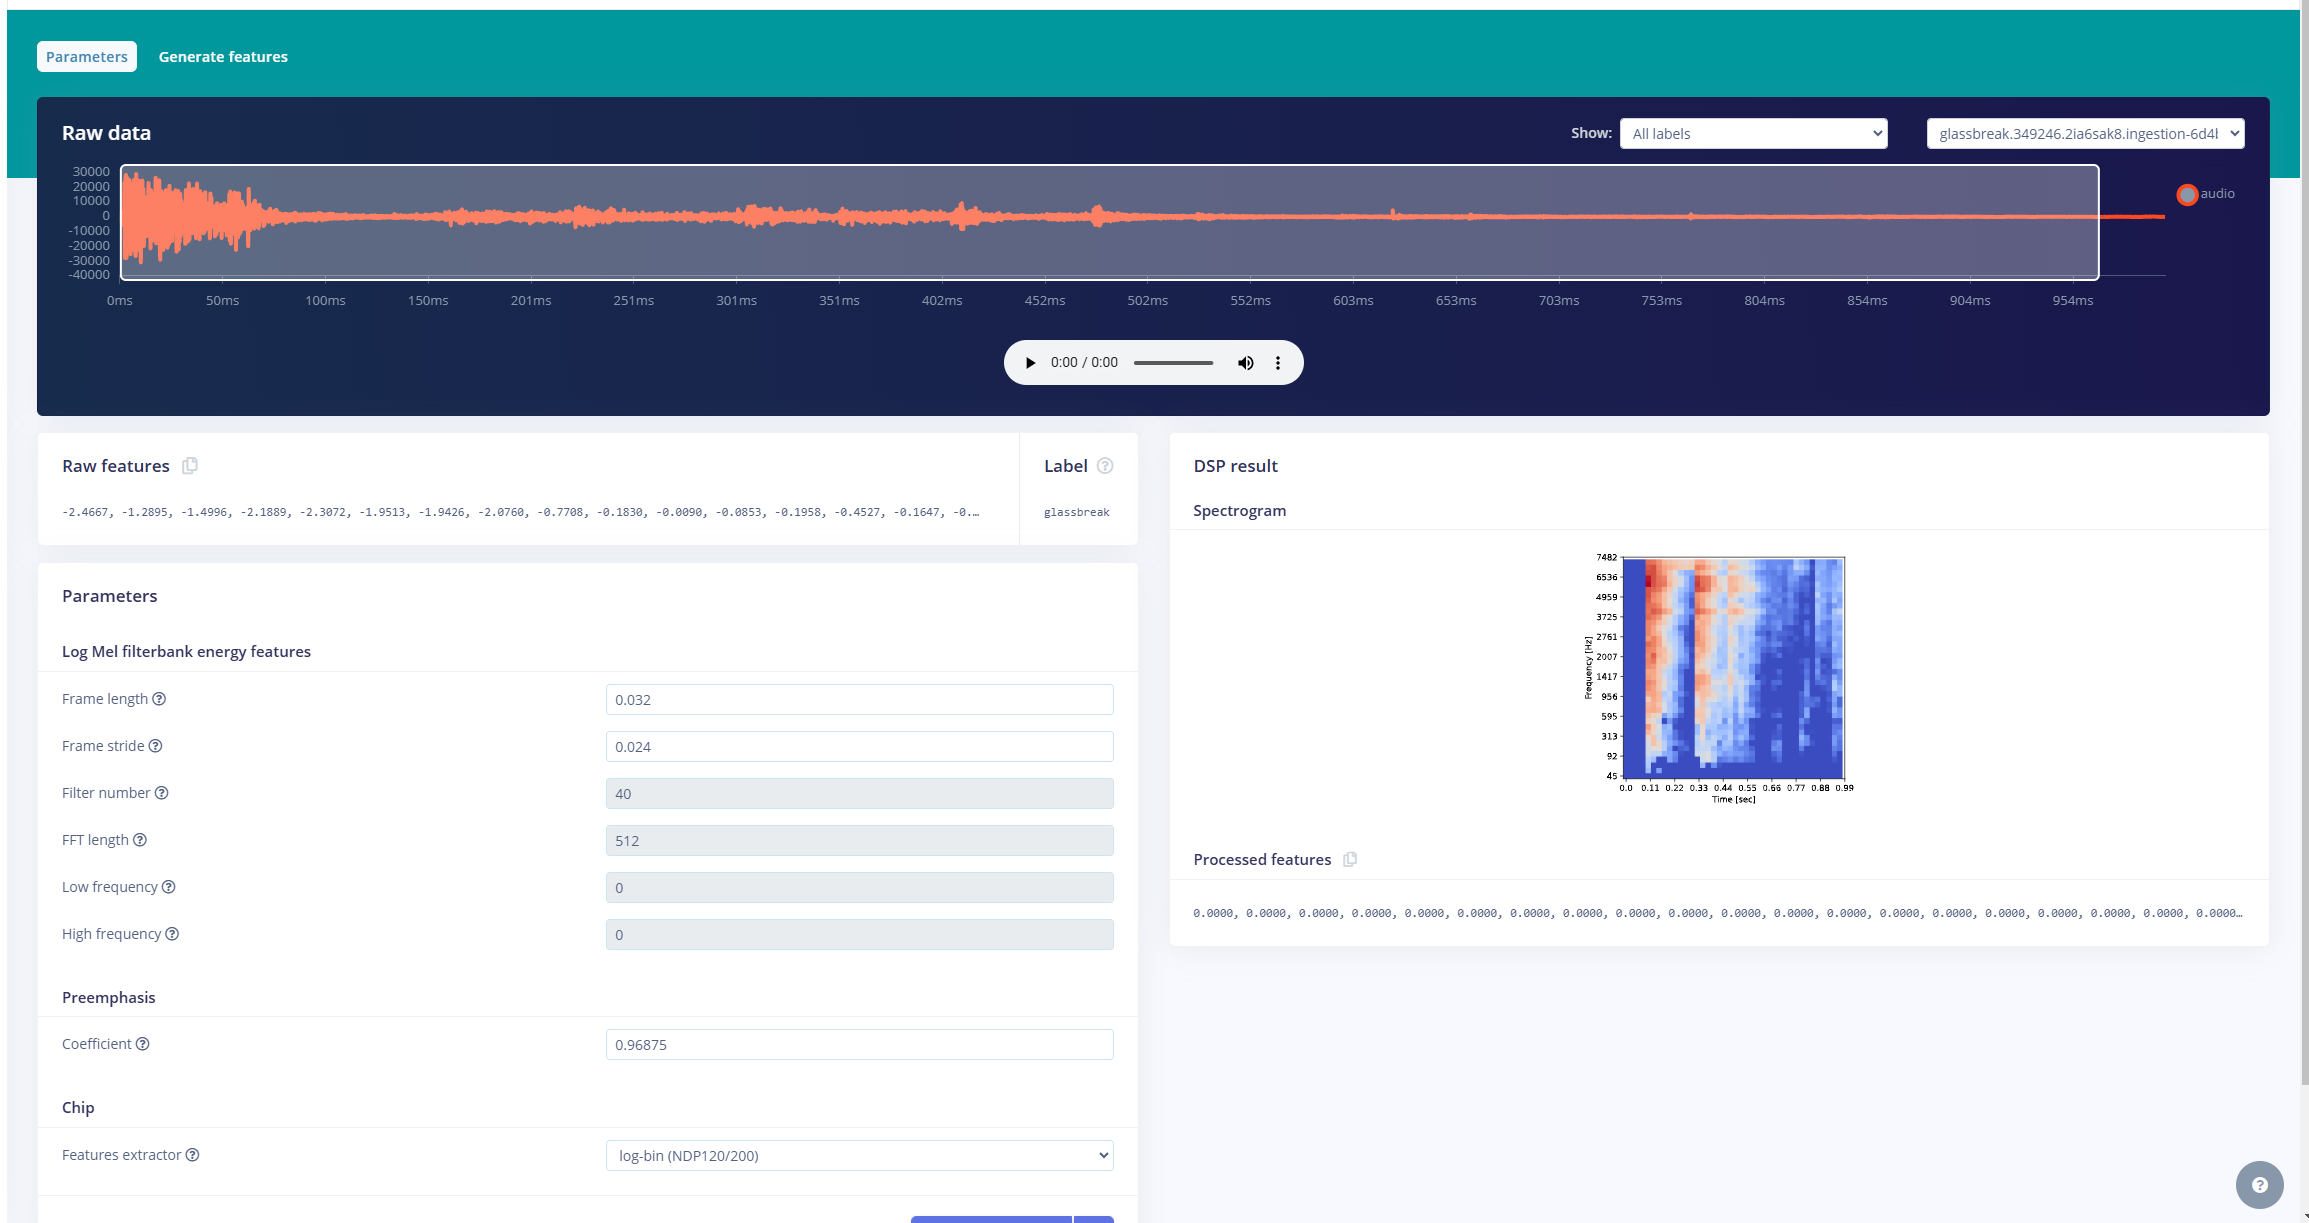 Parameters Generate features
Raw data
Show: All labels glassbreak.349246.2ia6sak8.ingestion-6d4
30000
20000
10000
0
-10000
-20000
-30000
-40000
audio
0ms 50ms 100ms 150ms 201ms 251ms 301ms 351ms 402ms 452ms 502ms 552ms 603ms 653ms 703ms 753ms 804ms 854ms 904ms 954ms
0:00 / 0:00
Raw features
-2.4667, -1.2895, -1.4996, -2.1889, -2.3072, -1.9513, -1.9426, -2.0760, -0.7708, -0.1830, -0.0090, -0.0853, -0.1958, -0.4527, -0.1647, -0.…
Label
glassbreak
Parameters
Log Mel filterbank energy features
Frame length 0.032
Frame stride 0.024
Filter number 40
FFT length 512
Low frequency 0
High frequency 0
Preemphasis
Coefficient 0.96875
Chip
Features extractor log-bin (NDP120/200)
DSP result
Spectrogram
Frequency [Hz]
7482
6536
4959
3725
2761
2007
1417
956
595
313
92
45
0.0 0.11 0.22 0.33 0.44 0.55 0.66 0.77 0.88 0.99
Time [sec]
Processed features
0.0000, 0.0000, 0.0000, 0.0000, 0.0000, 0.0000, 0.0000, 0.0000, 0.0000, 0.0000, 0.0000, 0.0000, 0.0000, 0.0000, 0.0000, 0.0000, 0.0000, 0.0000, 0.0000, 0.0000…